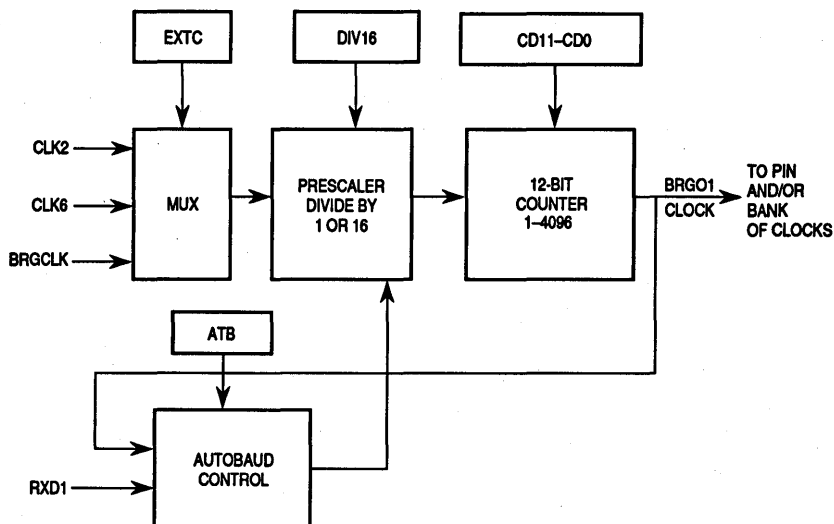 EXTC
DIV16
CD11–CD0
CLK2
CLK6
BRGCLK
MUX
PRESCALER
DIVIDE BY
1 OR 16
12-BIT
COUNTER
1–4096
BRGO1
CLOCK
TO PIN
AND/OR
BANK
OF CLOCKS
ATB
AUTOBAUD
CONTROL
RXD1